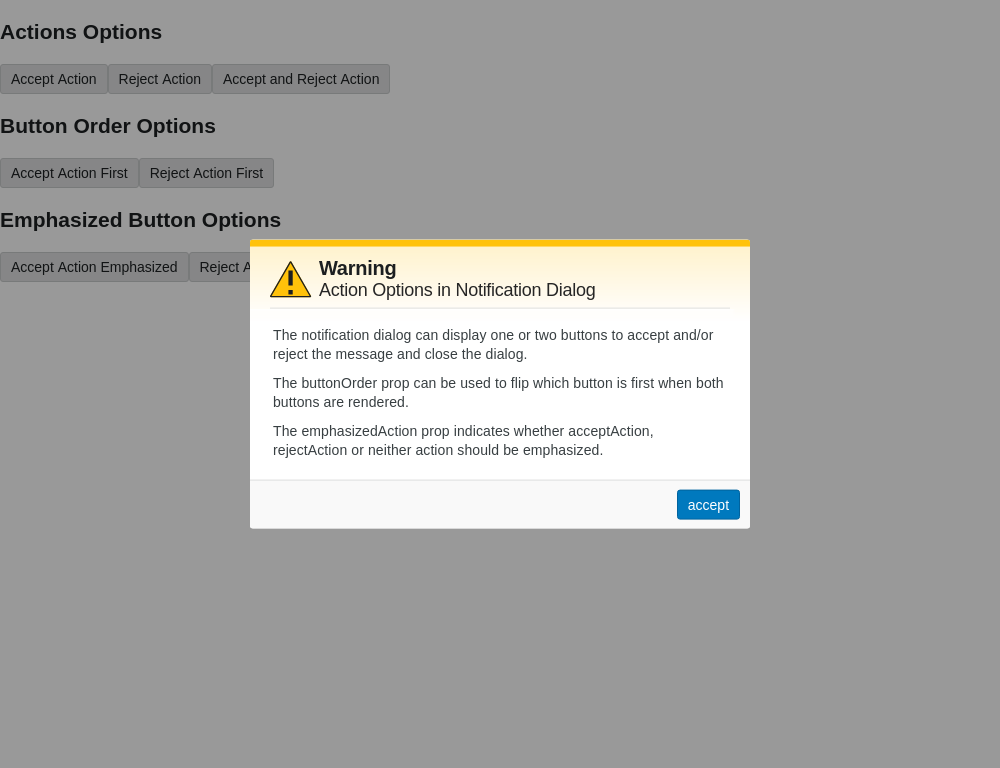 Actions Options
Accept Action Reject Action Accept and Reject Action
Button Order Options
Accept Action First Reject Action First
Emphasized Button Options
Accept Action Emphasized Reject
Warning
Action Options in Notification Dialog
The notification dialog can display one or two buttons to accept and/or
reject the message and close the dialog.
The buttonOrder prop can be used to flip which button is first when both
buttons are rendered.
The emphasizedAction prop indicates whether acceptAction,
rejectAction or neither action should be emphasized.
accept